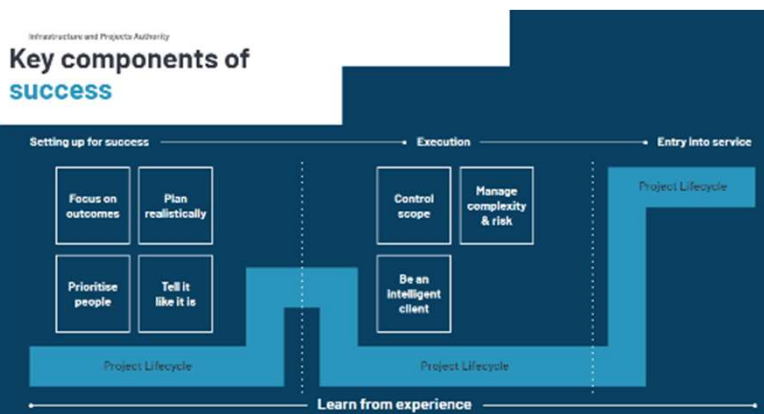 Infrastructure and Projects Authority
Key components of
success
Setting up for success
Execution
Entry into service
Focus on
outcomes
Plan
realistically
Prioritise
people
Tell it
like it is
Control
scope
Manage
complexity
& risk
Be an
intelligent
client
Project Lifecycle
Project Lifecycle
Project Lifecycle
Learn from experience